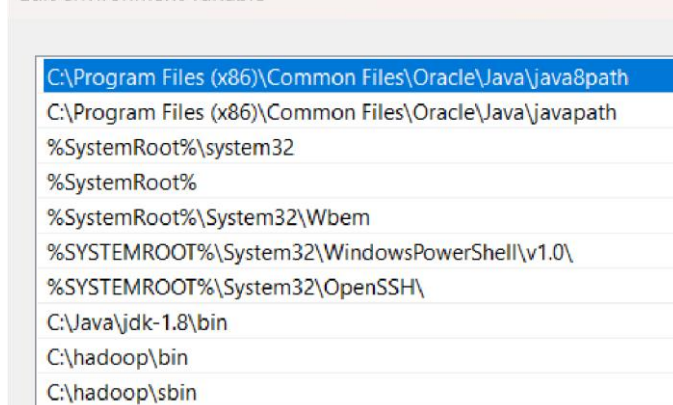 C:\Program Files (x86)\Common Files\Oracle\Java\java8path
C:\Program Files (x86)\Common Files\Oracle\Java\javapath
%SystemRoot%\system32
%SystemRoot%
%SystemRoot%\System32\Wbem
%SYSTEMROOT%\System32\WindowsPowerShell\v1.0\
%SYSTEMROOT%\System32\OpenSSH\
C:\Java\jdk-1.8\bin
C:\hadoop\bin
C:\hadoop\sbin